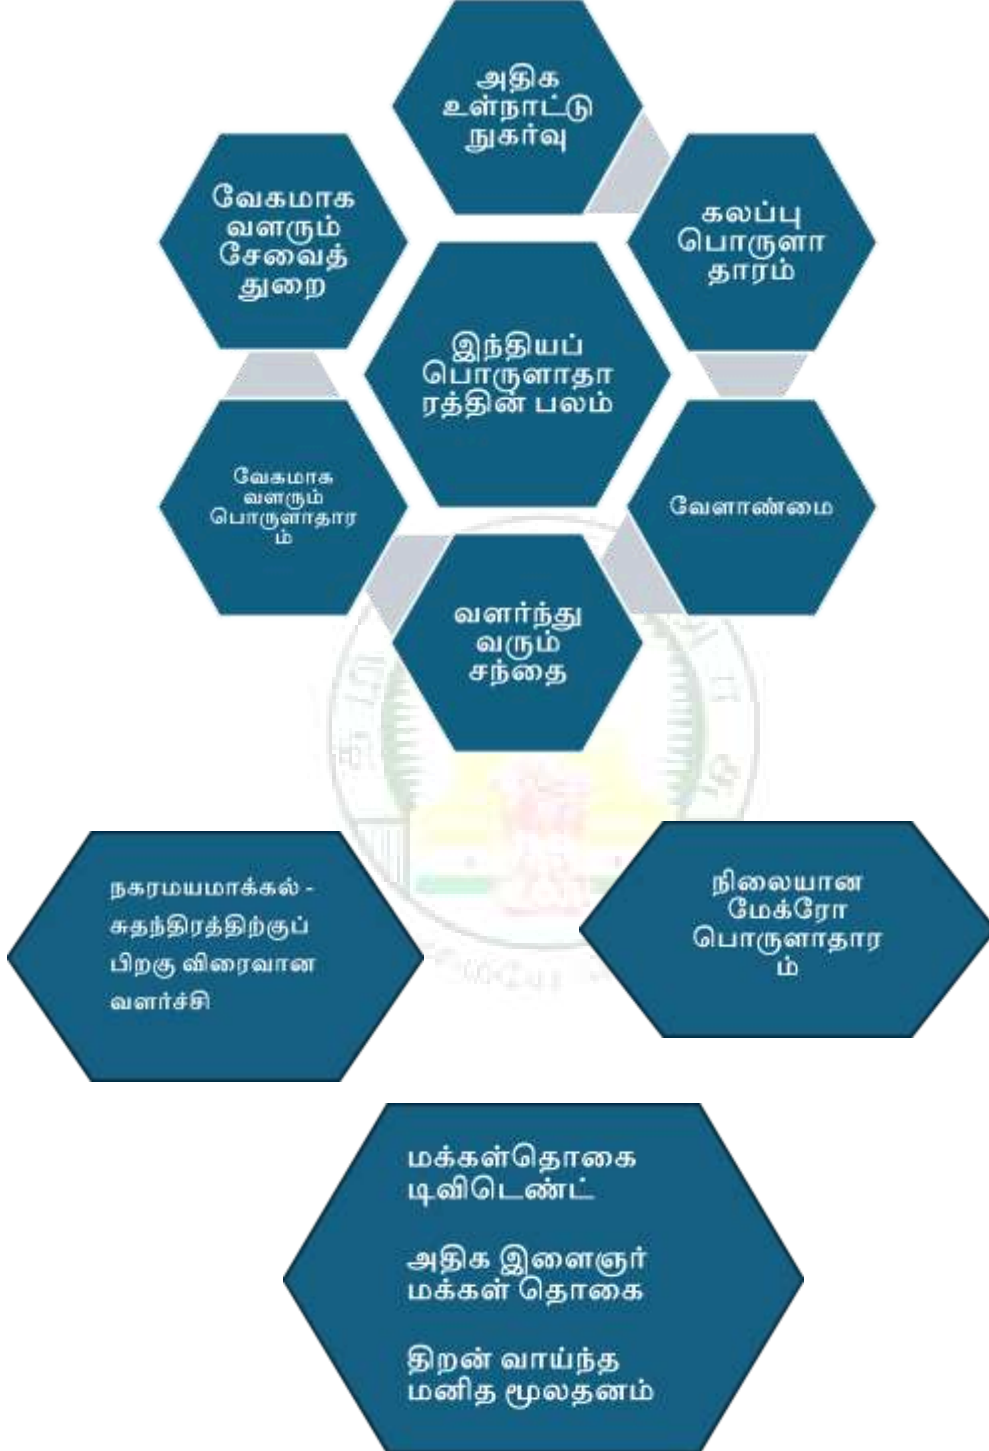 அதிக
உள்நாட்டு
நுகர்வு
கலப்பு
பொருளா
தாரம்
வேளாண்மை
வளர்ந்து
வரும்
சந்தை
வேகமாக
வளரும்
பொருளாதார
ம்
வேகமாக
வளரும்
சேவைத்
துறை
இந்தியப்
பொருளாதா
ரத்தின் பலம்
நகரமயமாக்கல் -
சுதந்திரத்திற்குப்
பிறகு விரைவான
வளர்ச்சி
நிலையான
மேக்ரோ
பொருளாதார
ம்
மக்கள்தொகை
டிவிடெண்ட்
அதிக இளைஞர்
மக்கள் தொகை
திறன் வாய்ந்த
மனித மூலதனம்